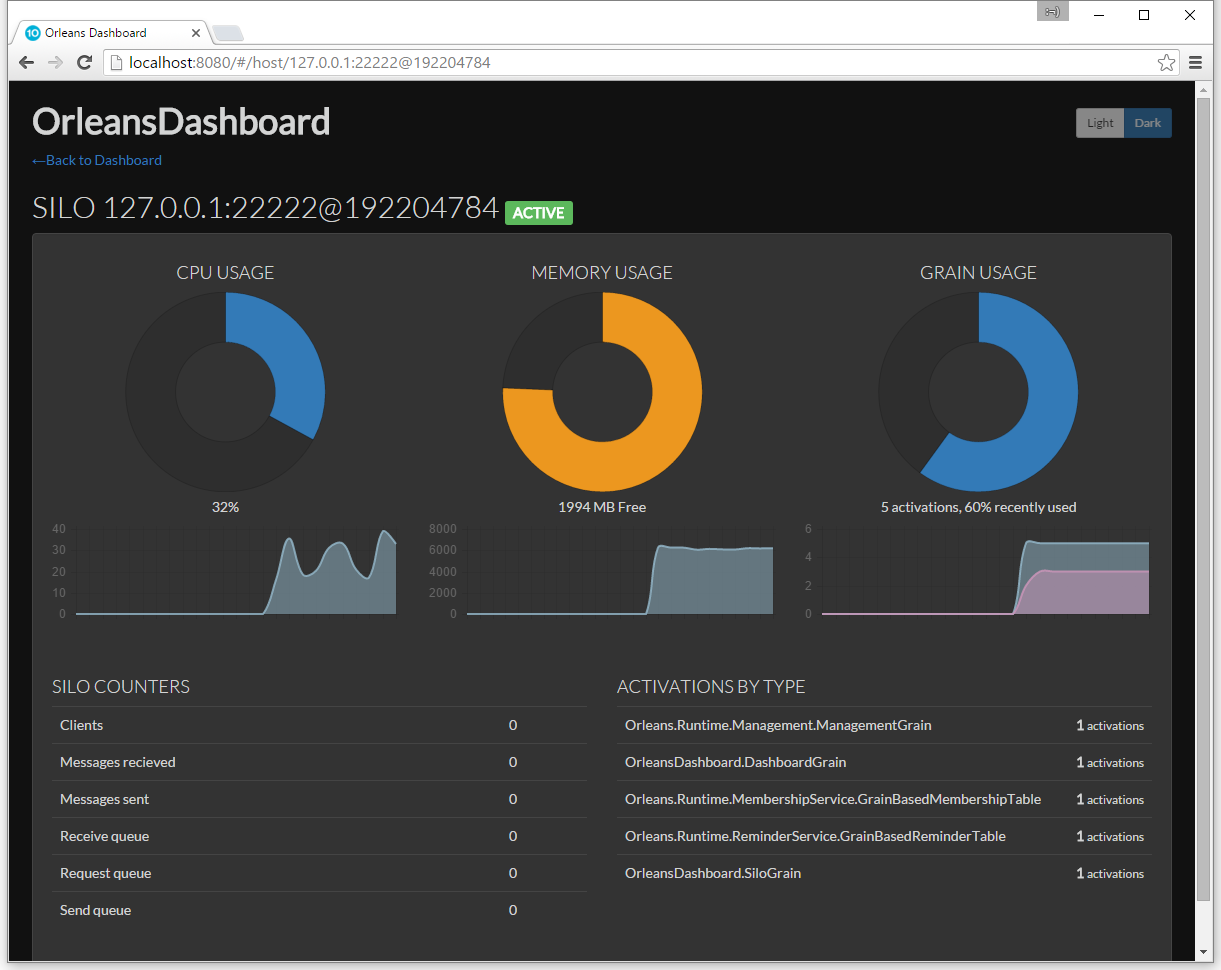 :=)
10 Orleans Dashboard
localhost:8080/#/host/127.0.0.1:22222@192204784
OrleansDashboard
Light Dark
←Back to Dashboard
SILO 127.0.0.1:22222@192204784 ACTIVE
CPU USAGE MEMORY USAGE GRAIN USAGE
32% 1994 MB Free 5 activations, 60% recently used
40 8000 6
30 6000 4
20 4000 2
10 2000 0
0 0
SILO COUNTERS
Clients 0
Messages recieved 0
Messages sent 0
Receive queue 0
Request queue 0
Send queue 0
ACTIVATIONS BY TYPE
Orleans.Runtime.Management.ManagementGrain 1 activations
OrleansDashboard.DashboardGrain 1 activations
Orleans.Runtime.MembershipService.GrainBasedMembershipTable 1 activations
Orleans.Runtime.ReminderService.GrainBasedReminderTable 1 activations
OrleansDashboard.SiloGrain 1 activations